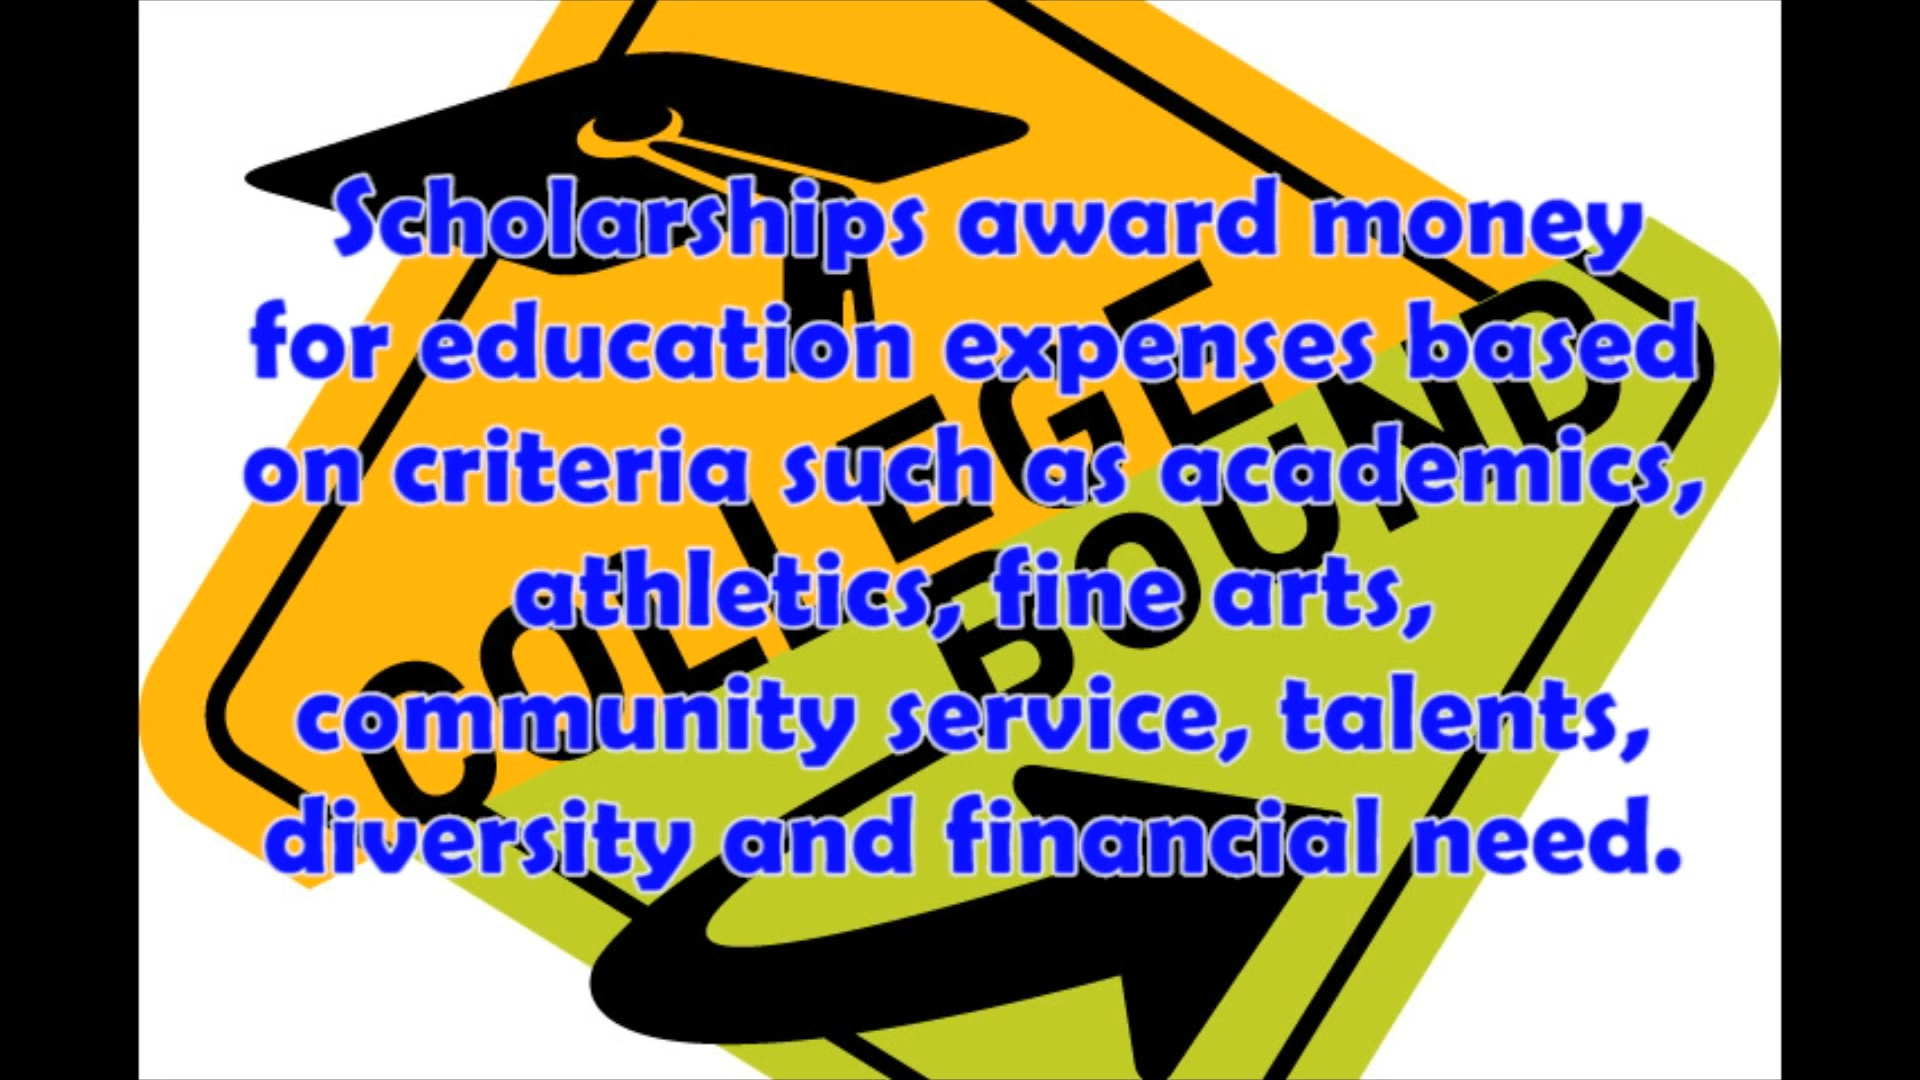 Scholarships award money
for education expenses based
on criteria such as academics,
athletics, fine arts,
community service, talents,
diversity and financial need.
COLLEGE
BOUND